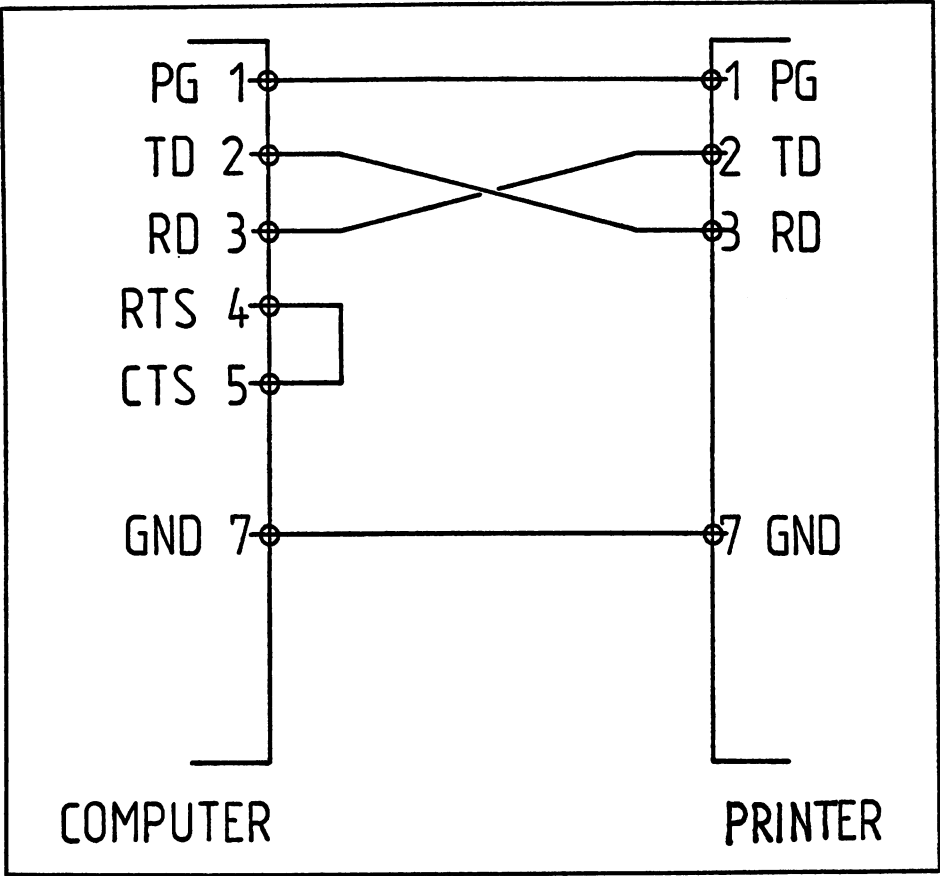 PG 1 1 PG
TD 2 2 TD
RD 3 3 RD
RTS 4
CTS 5
GND 7 7 GND
COMPUTER PRINTER